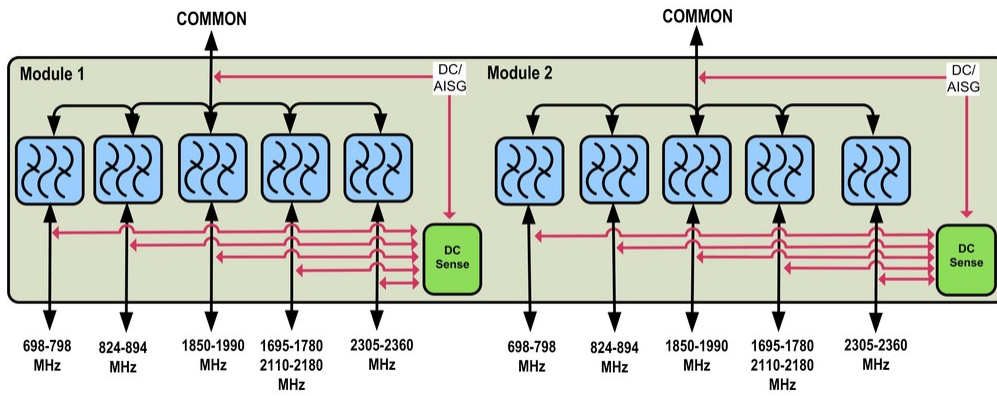 COMMON
COMMON
Module 1
DC/
AISG
Module 2
DC/
AISG
DC
Sense
DC
Sense
698-798
MHz
824-894
MHz
1850-1990
MHz
1695-1780
2110-2180
MHz
2305-2360
MHz
698-798
MHz
824-894
MHz
1850-1990
MHz
1695-1780
2110-2180
MHz
2305-2360
MHz